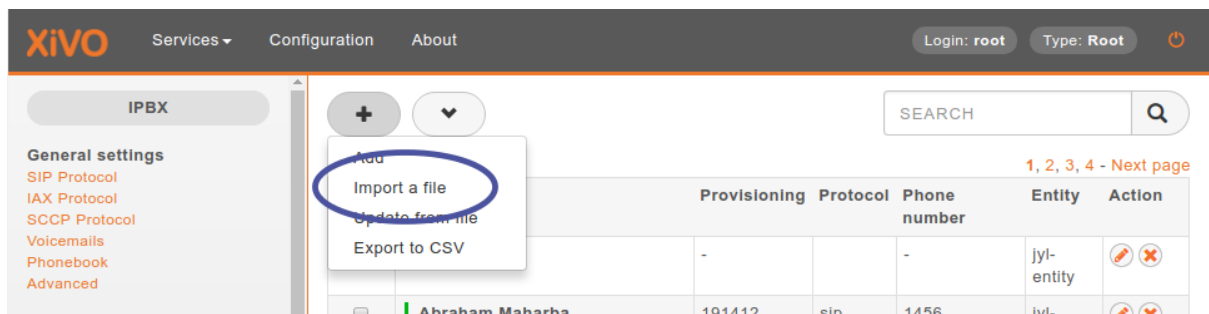 XiVO Services Configuration About Login: root Type: Root
IPBX
General settings
SIP Protocol
IAX Protocol
SCCP Protocol
Voicemails
Phonebook
Advanced
SEARCH
Add
Import a file
Update from file
Export to CSV
1, 2, 3, 4 - Next page
Provisioning Protocol Phone number Entity Action
- - jyl-entity
Abraham Maharba 191412 sip 1456 jyl-